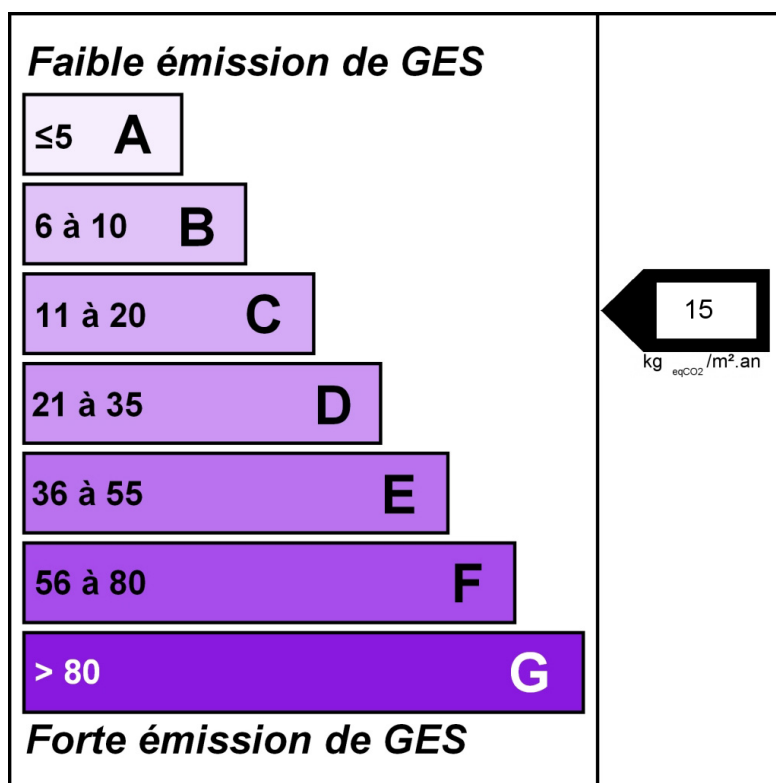 Faible émission de GES
≤5 A
6 à 10 B
11 à 20 C
15
kg eqCO2 /m².an
21 à 35 D
36 à 55 E
56 à 80 F
> 80 G
Forte émission de GES